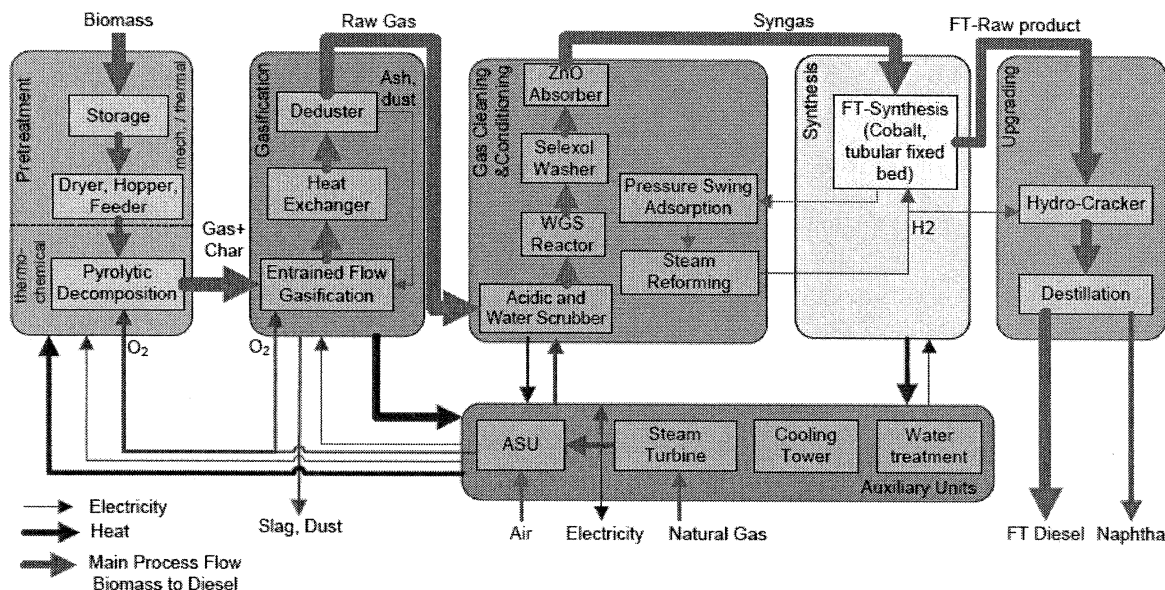 Biomass
Raw Gas
Syngas
FT-Raw product
Pretreatment
mech. / thermal
Storage
Dryer, Hopper,
Feeder
thermo-
chemical
Pyrolytic
Decomposition
Gas+
Char
Gasification
Ash,
dust
Deduster
Heat
Exchanger
Entrained Flow
Gasification
Gas Cleaning
&Conditioning
ZnO
Absorber
Selexol
Washer
WGS
Reactor
Acidic and
Water Scrubber
Pressure Swing
Adsorption
Steam
Reforming
Synthesis
FT-Synthesis
(Cobalt,
tubular fixed
bed)
H2
Upgrading
Hydro-Cracker
Destillation
O2
O2
ASU
Steam
Turbine
Cooling
Tower
Water
treatment
Auxiliary Units
Electricity
Heat
Main Process Flow
Biomass to Diesel
Slag, Dust
Air
Electricity
Natural Gas
FT Diesel
Naphtha